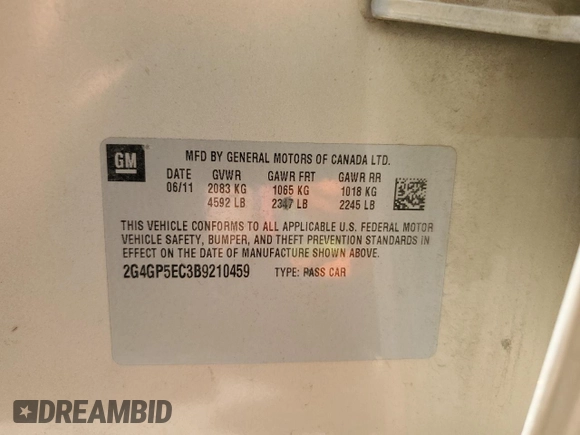 GM
MFD BY GENERAL MOTORS OF CANADA LTD.
DATE GVWR GAWR FRT GAWR RR
06/11 2083 KG 1065 KG 1018 KG
4592 LB 2347 LB 2245 LB
THIS VEHICLE CONFORMS TO ALL APPLICABLE U.S. FEDERAL MOTOR
VEHICLE SAFETY, BUMPER, AND THEFT PREVENTION STANDARDS IN
EFFECT ON THE DATE OF MANUFACTURE SHOWN ABOVE.
2G4GP5EC3B9210459 TYPE: PASS CAR
DREAMBID